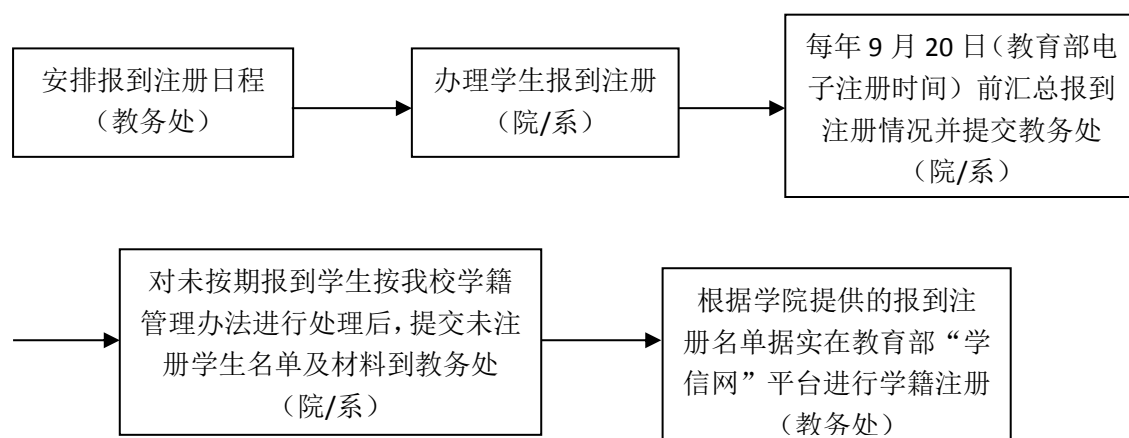 安排报到注册日程
（教务处）
办理学生报到注册
（院/系）
每年 9 月 20 日（教育部电
子注册时间）前汇总报到
注册情况并提交教务处
（院/系）
对未按期报到学生按我校学籍
管理办法进行处理后，提交未注
册学生名单及材料到教务处
（院/系）
根据学院提供的报到注
册名单据实在教育部“学
信网”平台进行学籍注册
（教务处）